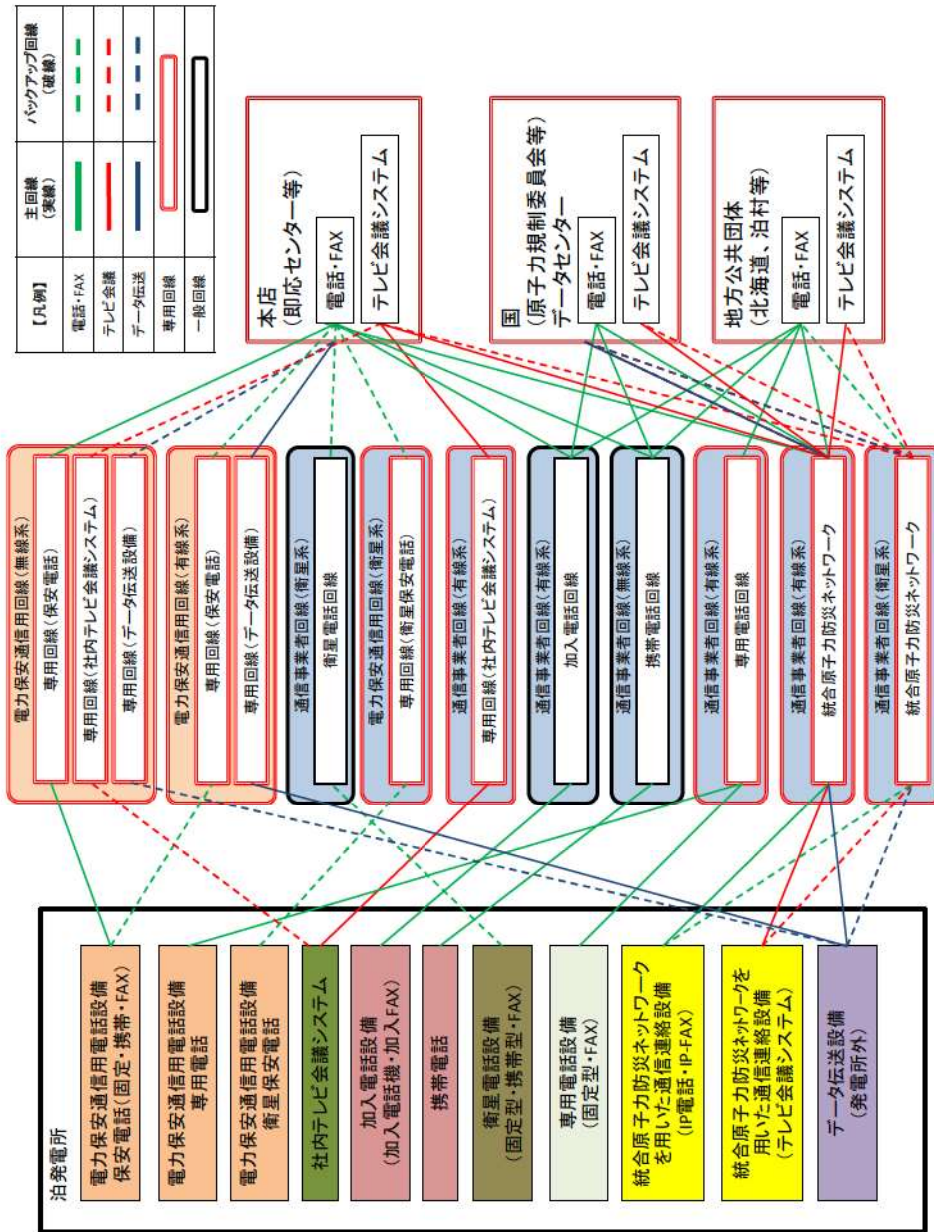 【凡例】
主回線
(実線)
バックアップ回線
(破線)
電話・FAX
テレビ会議
データ伝送
専用回線
一般回線
泊発電所
電力保安通信用電話設備
保安電話(固定・携帯・FAX)
電力保安通信用電話設備
専用電話
電力保安通信用電話設備
衛星保安電話
社内テレビ会議システム
加入電話設備
(加入電話機・加入FAX)
携帯電話
衛星電話設備
(固定型・携帯型・FAX)
専用電話設備
(固定型・FAX)
統合原子力防災ネットワーク
を用いた通信連絡設備
(IP電話・IP-FAX)
統合原子力防災ネットワークを
用いた通信連絡設備
(テレビ会議システム)
データ伝送設備
(発電所外)
電力保安通信用回線(無線系)
専用回線(保安電話)
専用回線(社内テレビ会議システム)
専用回線(データ伝送設備)
電力保安通信用回線(有線系)
専用回線(保安電話)
専用回線(データ伝送設備)
通信事業者回線(衛星系)
衛星電話回線
電力保安通信用回線(衛星系)
専用回線(衛星保安電話)
通信事業者回線(有線系)
専用回線(社内テレビ会議システム)
通信事業者回線(有線系)
加入電話回線
通信事業者回線(無線系)
携帯電話回線
通信事業者回線(有線系)
専用電話回線
通信事業者回線(有線系)
統合原子力防災ネットワーク
通信事業者回線(衛星系)
統合原子力防災ネットワーク
本店
(即応センター等)
電話・FAX
テレビ会議システム
国
(原子力規制委員会等)
データセンター
電話・FAX
テレビ会議システム
地方公共団体
(北海道、泊村等)
電話・FAX
テレビ会議システム